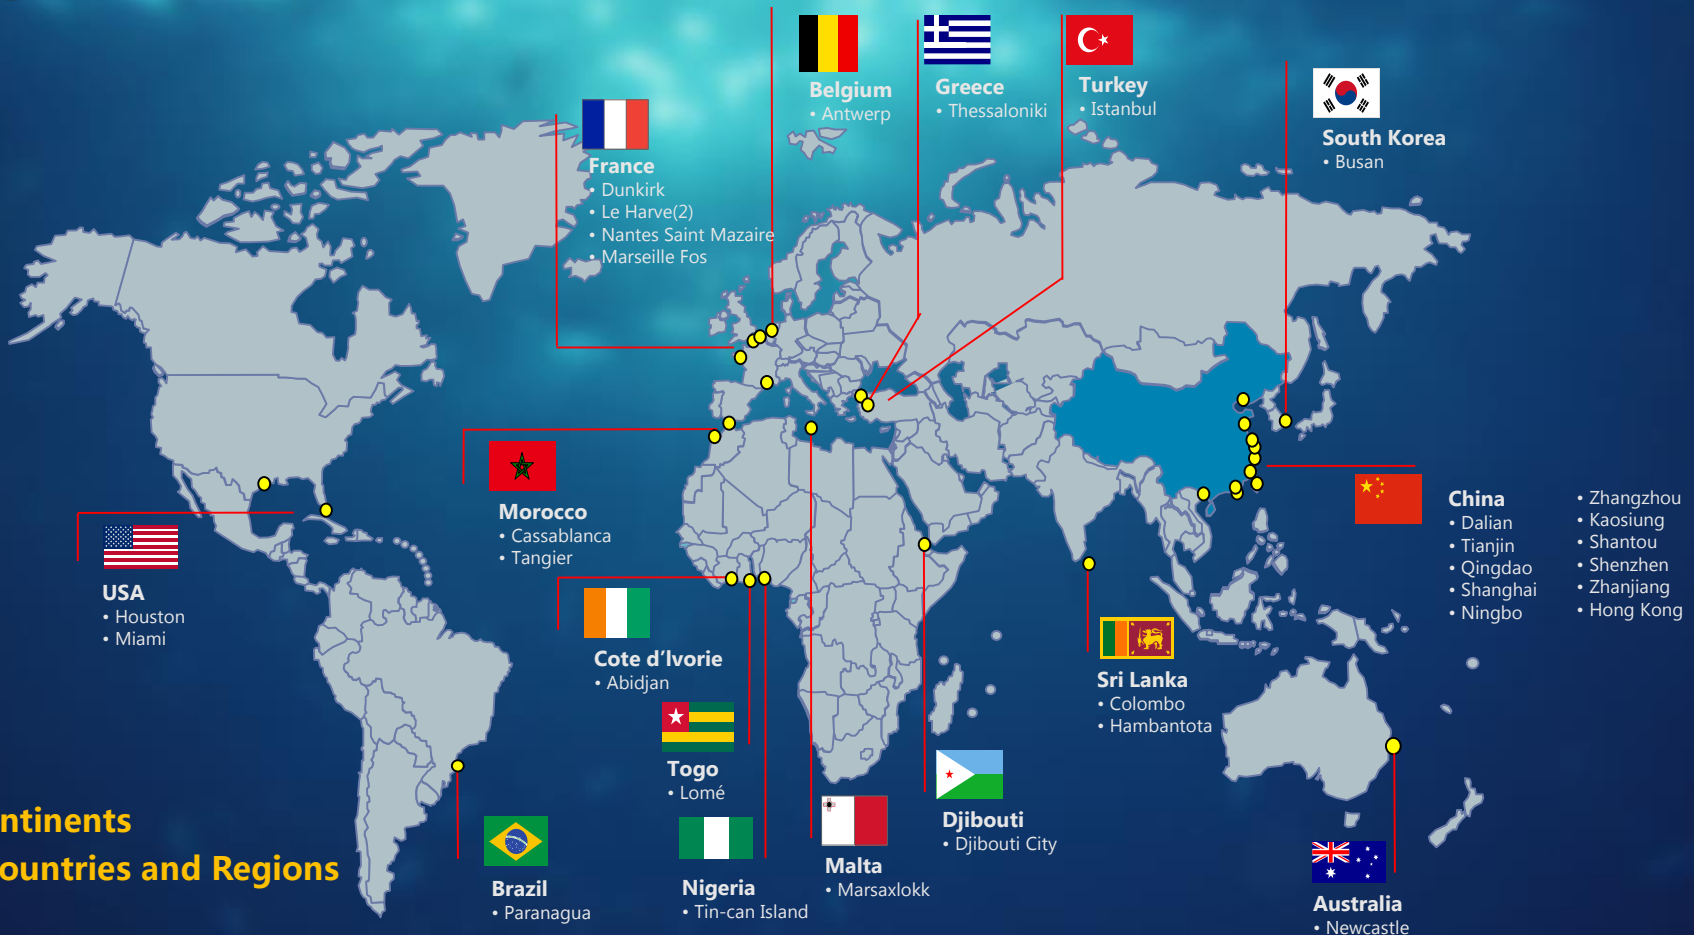 Belgium
• Antwerp
Greece
• Thessaloniki
Turkey
• Istanbul
South Korea
• Busan
France
• Dunkirk
• Le Harve(2)
• Nantes Saint Mazaire
• Marseille Fos
Morocco
• Cassablanca
• Tangier
USA
• Houston
• Miami
China
• Dalian
• Tianjin
• Qingdao
• Shanghai
• Ningbo
• Zhangzhou
• Kaosiung
• Shantou
• Shenzhen
• Zhanjiang
• Hong Kong
Cote d’Ivorie
• Abidjan
Togo
• Lomé
Sri Lanka
• Colombo
• Hambantota
Djibouti
• Djibouti City
Malta
• Marsaxlokk
Nigeria
• Tin-can Island
Brazil
• Paranagua
Australia
• Newcastle
ntinents
ountries and Regions